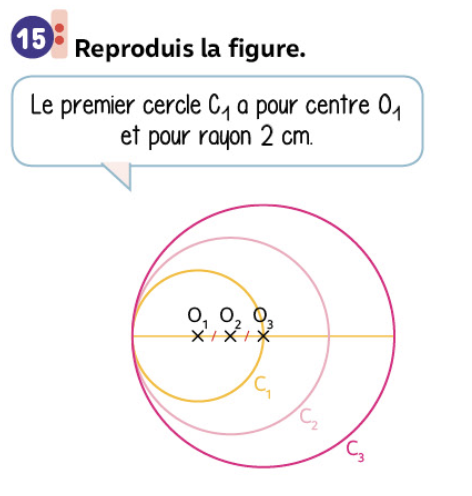 15 Reproduis la figure.
Le premier cercle C₁ a pour centre O₁
et pour rayon 2 cm.
O₁ O₂ O₃
C₁
C₂
C₃